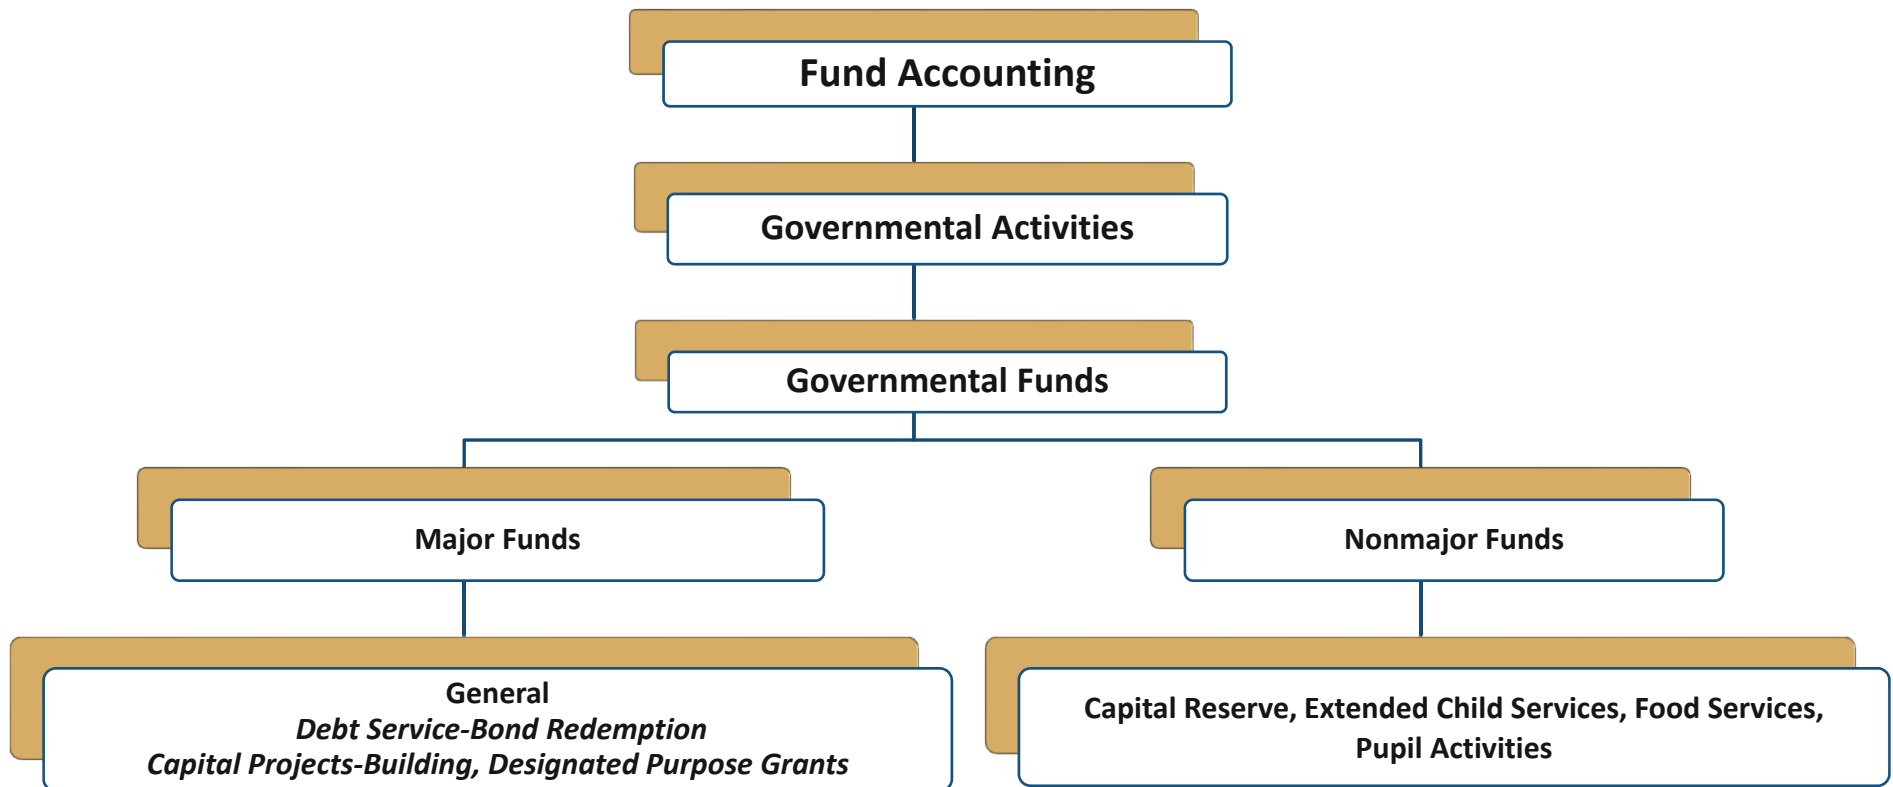 Fund Accounting
Governmental Activities
Governmental Funds
Major Funds
Nonmajor Funds
General
Debt Service-Bond Redemption
Capital Projects-Building, Designated Purpose Grants
Capital Reserve, Extended Child Services, Food Services,
Pupil Activities